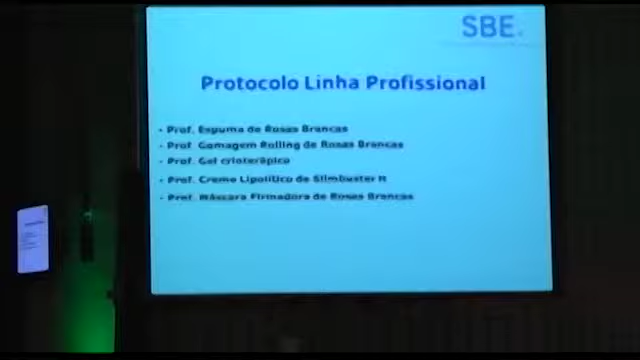 SBE
Protocolo Linha Profissional
• Prof. Espuma de Rosas Brancas
• Prof. Gomagem Rolling de Rosas Brancas
• Prof. Gel crioterápico
• Prof. Creme Lipolítico de Slimbuster H
• Prof. Máscara Firmadora de Rosas Brancas